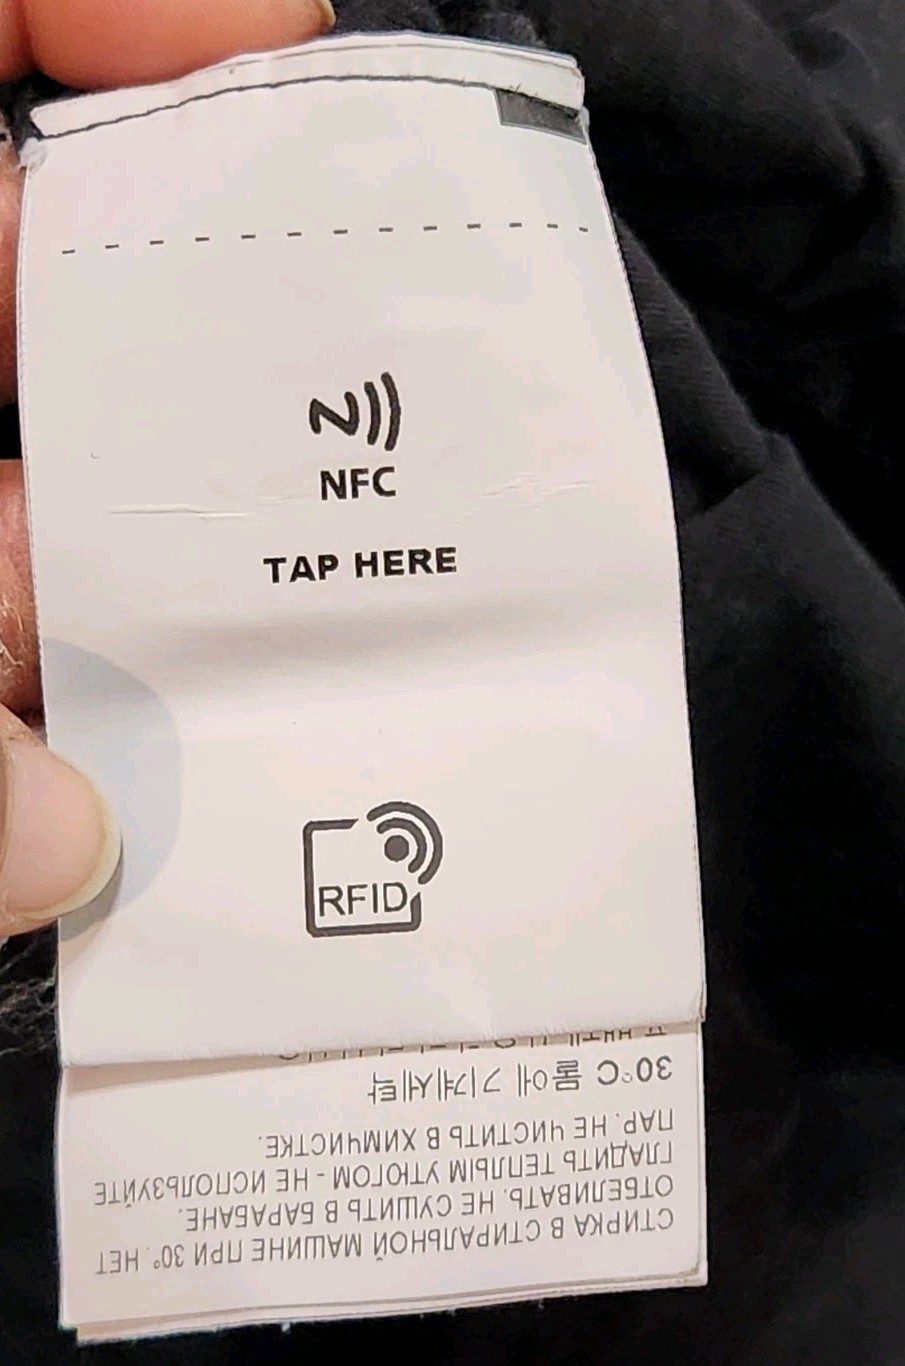 NFC
TAP HERE
RFID
СТИРКА В СТИРАЛЬНОЙ МАШИНЕ ПРИ 30°. НЕТ
ОТБЕЛИВАТЬ. НЕ СУШИТЬ В БАРАБАНЕ.
ГЛАДИТЬ ТЕПЛЫМ УТЮГОМ - НЕ ИСПОЛЬЗУЙТЕ
ПАР. НЕ ЧИСТИТЬ В ХИМЧИСТКЕ.
30°C 물에 기계세탁